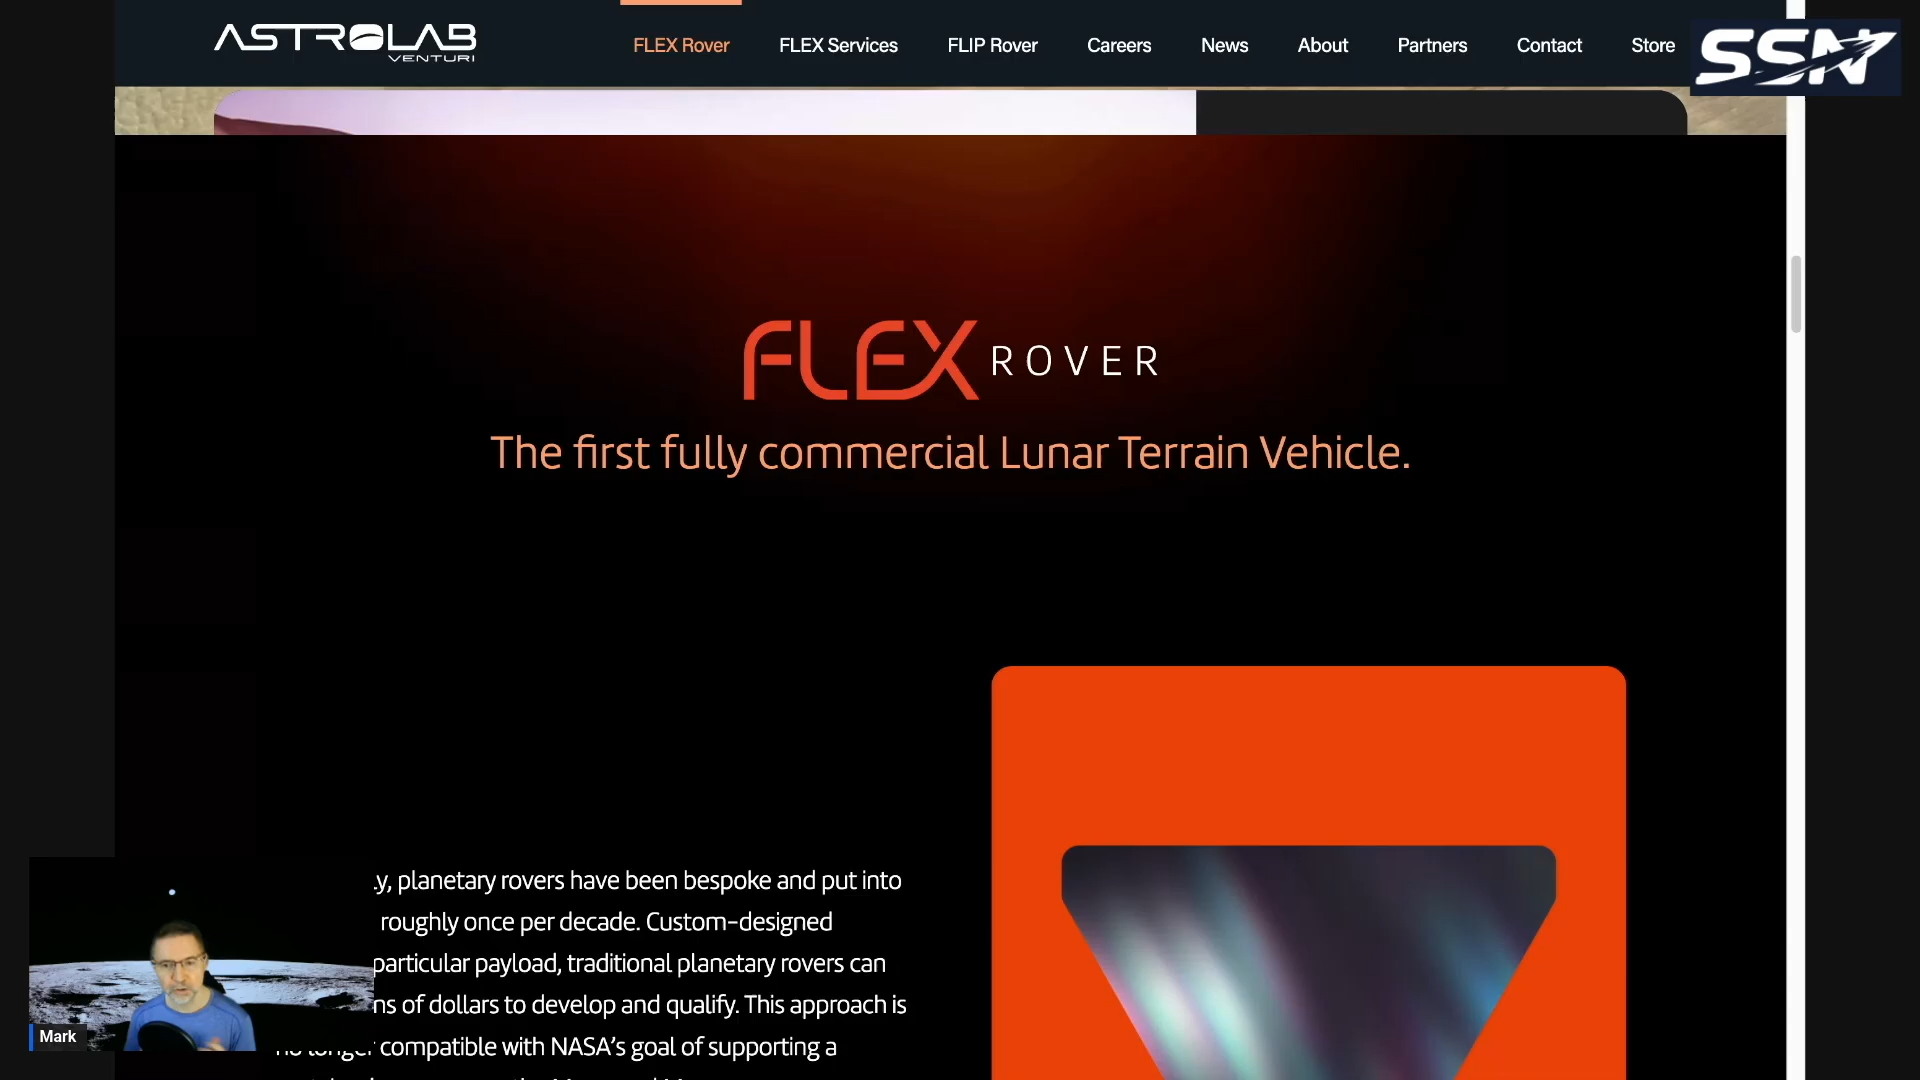 ASTROLAB
VENTURI
FLEX Rover
FLEX Services
FLIP Rover
Careers
News
About
Partners
Contact
Store
SSN
FLEX ROVER
The first fully commercial Lunar Terrain Vehicle.
y, planetary rovers have been bespoke and put into
roughly once per decade. Custom-designed
particular payload, traditional planetary rovers can
ns of dollars to develop and qualify. This approach is
no longer compatible with NASA's goal of supporting a
Mark